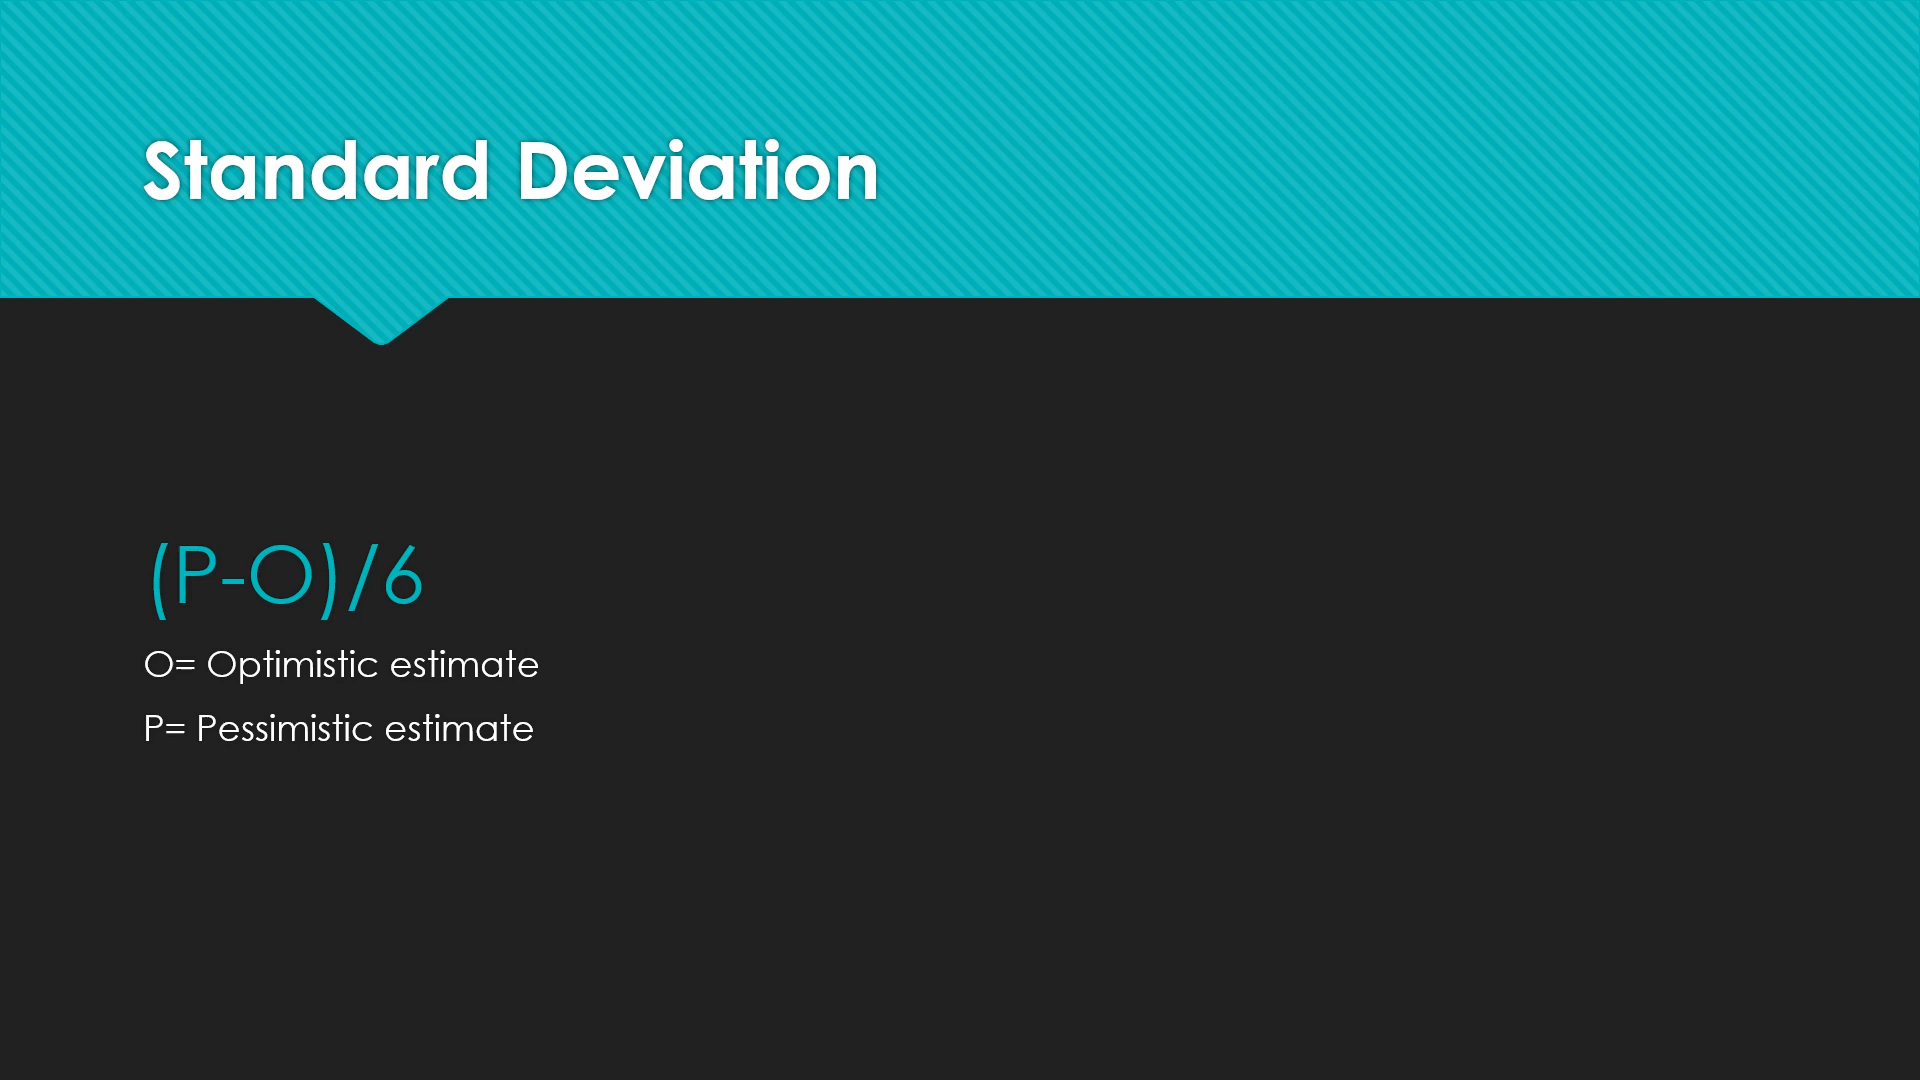 Standard Deviation
(P-O)/6
O= Optimistic estimate
P= Pessimistic estimate